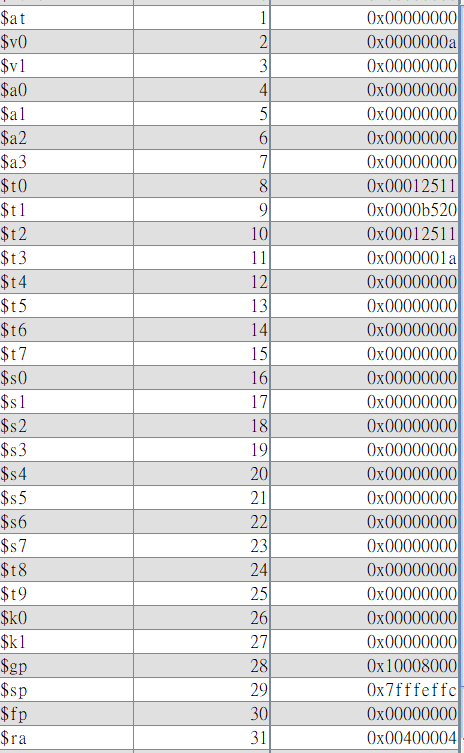 $at 1 0x00000000
$v0 2 0x0000000a
$v1 3 0x00000000
$a0 4 0x00000000
$a1 5 0x00000000
$a2 6 0x00000000
$a3 7 0x00000000
$t0 8 0x00012511
$t1 9 0x0000b520
$t2 10 0x00012511
$t3 11 0x0000001a
$t4 12 0x00000000
$t5 13 0x00000000
$t6 14 0x00000000
$t7 15 0x00000000
$s0 16 0x00000000
$s1 17 0x00000000
$s2 18 0x00000000
$s3 19 0x00000000
$s4 20 0x00000000
$s5 21 0x00000000
$s6 22 0x00000000
$s7 23 0x00000000
$t8 24 0x00000000
$t9 25 0x00000000
$k0 26 0x00000000
$k1 27 0x00000000
$gp 28 0x10008000
$sp 29 0x7fffeffc
$fp 30 0x00000000
$ra 31 0x00400004